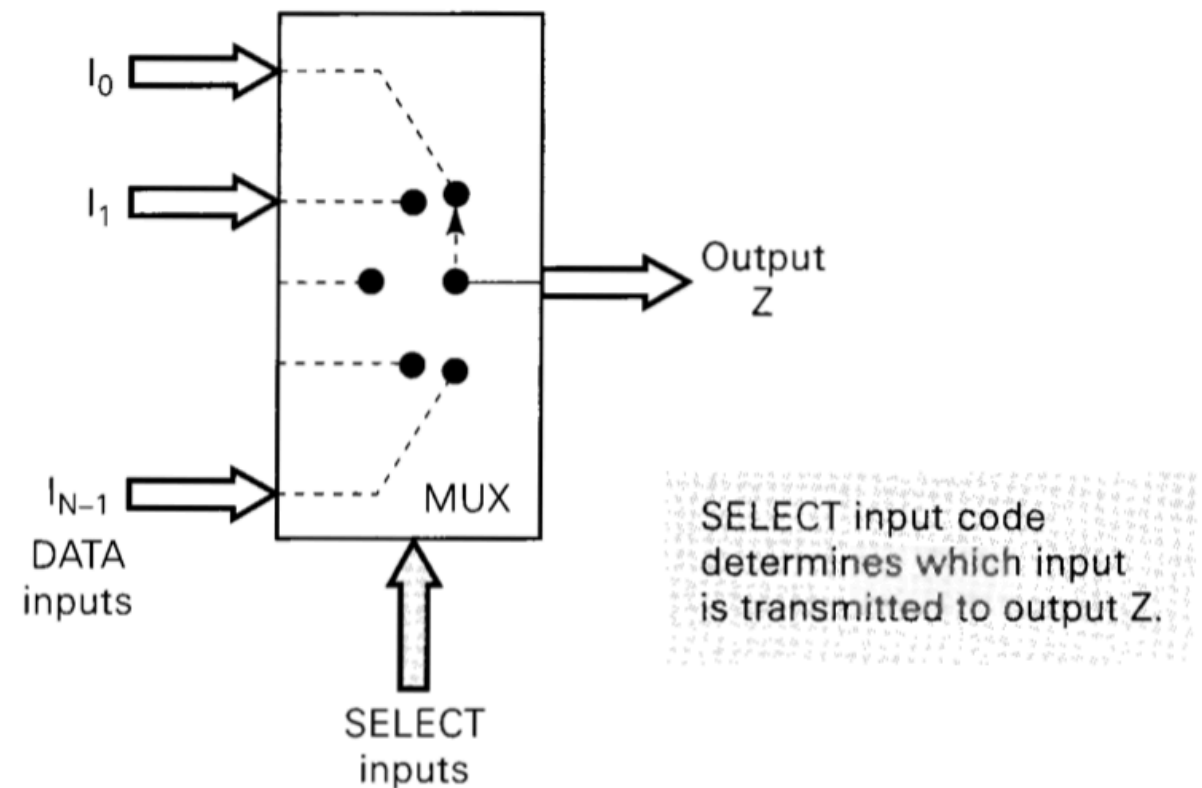 I₀
I₁
Output
Z
I_{N–1}
MUX
DATA
inputs
SELECT input code
determines which input
is transmitted to output Z.
SELECT
inputs